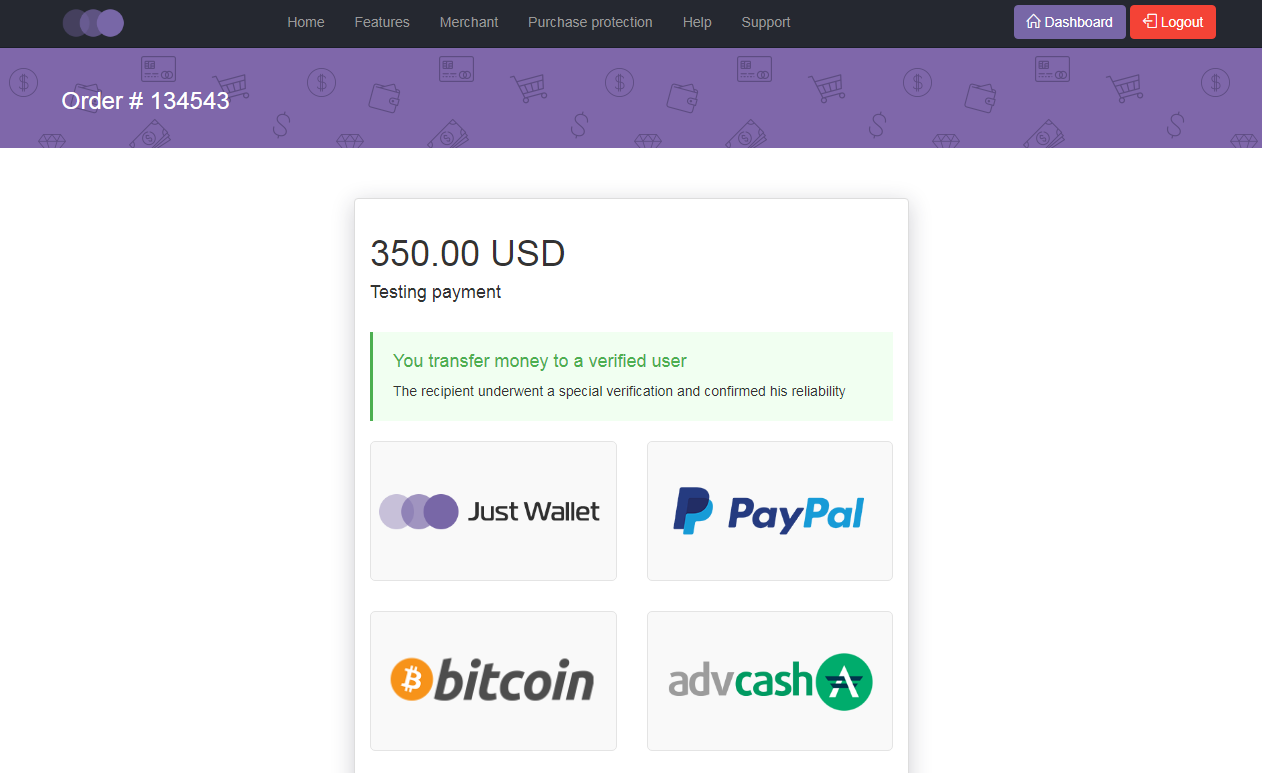 Home Features Merchant Purchase protection Help Support Dashboard Logout
Order # 134543
350.00 USD
Testing payment
You transfer money to a verified user
The recipient underwent a special verification and confirmed his reliability
Just Wallet PayPal
bitcoin advcash